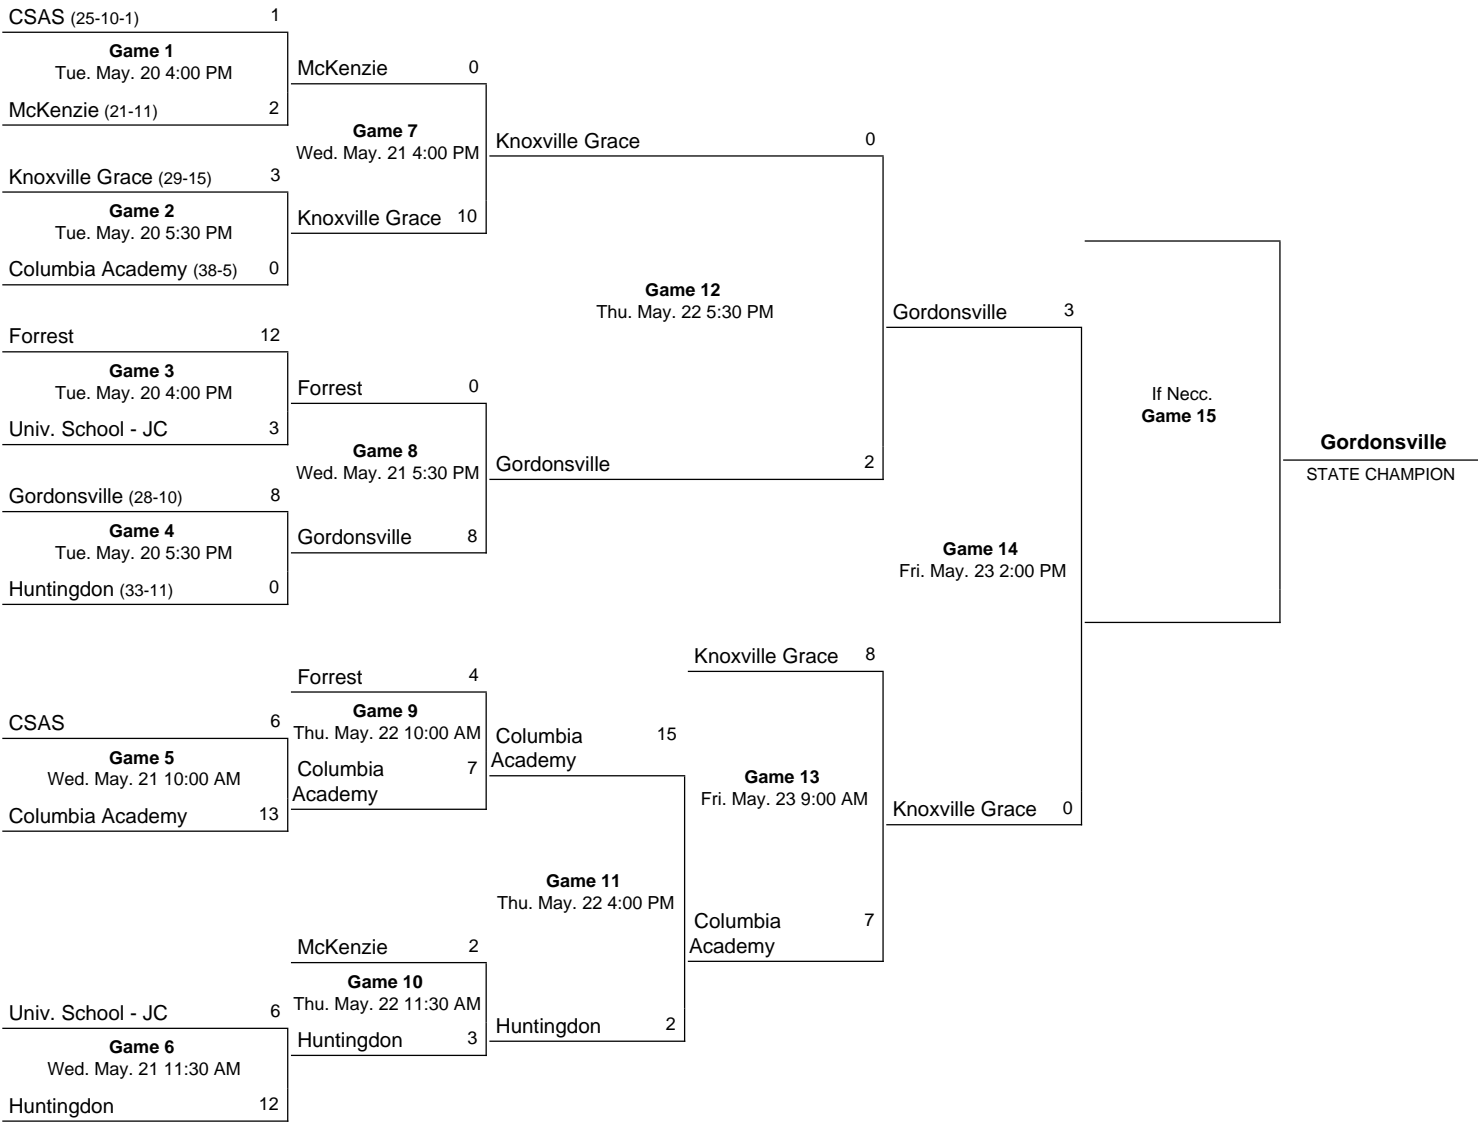 CSAS (25-10-1) 1
Game 1
Tue. May. 20 4:00 PM
McKenzie (21-11) 2
Knoxville Grace (29-15) 3
Game 2
Tue. May. 20 5:30 PM
Columbia Academy (38-5) 0
Forrest 12
Game 3
Tue. May. 20 4:00 PM
Univ. School - JC 3
Gordonsville (28-10) 8
Game 4
Tue. May. 20 5:30 PM
Huntingdon (33-11) 0
CSAS 6
Game 5
Wed. May. 21 10:00 AM
Columbia Academy 13
Univ. School - JC 6
Game 6
Wed. May. 21 11:30 AM
Huntingdon 12
McKenzie 0
Game 7
Wed. May. 21 4:00 PM
Knoxville Grace 10
Forrest 0
Game 8
Wed. May. 21 5:30 PM
Gordonsville 8
Forrest 4
Game 9
Thu. May. 22 10:00 AM
Columbia 7
Academy
McKenzie 2
Game 10
Thu. May. 22 11:30 AM
Huntingdon 3
Knoxville Grace 0
Game 12
Thu. May. 22 5:30 PM
Gordonsville 2
Columbia 15
Academy
Game 11
Thu. May. 22 4:00 PM
Huntingdon 2
Knoxville Grace 8
Game 13
Fri. May. 23 9:00 AM
Columbia 7
Academy
Gordonsville 3
Game 14
Fri. May. 23 2:00 PM
Knoxville Grace 0
If Necc.
Game 15
Gordonsville
STATE CHAMPION